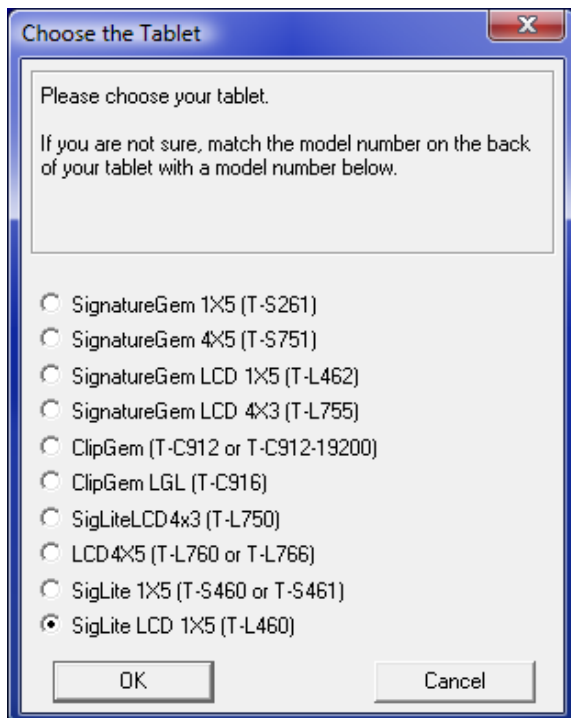 Choose the Tablet
Please choose your tablet.
If you are not sure, match the model number on the back
of your tablet with a model number below.
SignatureGem 1X5 (T-S261)
SignatureGem 4X5 (T-S751)
SignatureGem LCD 1X5 (T-L462)
SignatureGem LCD 4X3 (T-L755)
ClipGem (T-C912 or T-C912-19200)
ClipGem LGL (T-C916)
SigLiteLCD4x3 (T-L750)
LCD4X5 (T-L760 or T-L766)
SigLite 1X5 (T-S460 or T-S461)
SigLite LCD 1X5 (T-L460)
OK Cancel